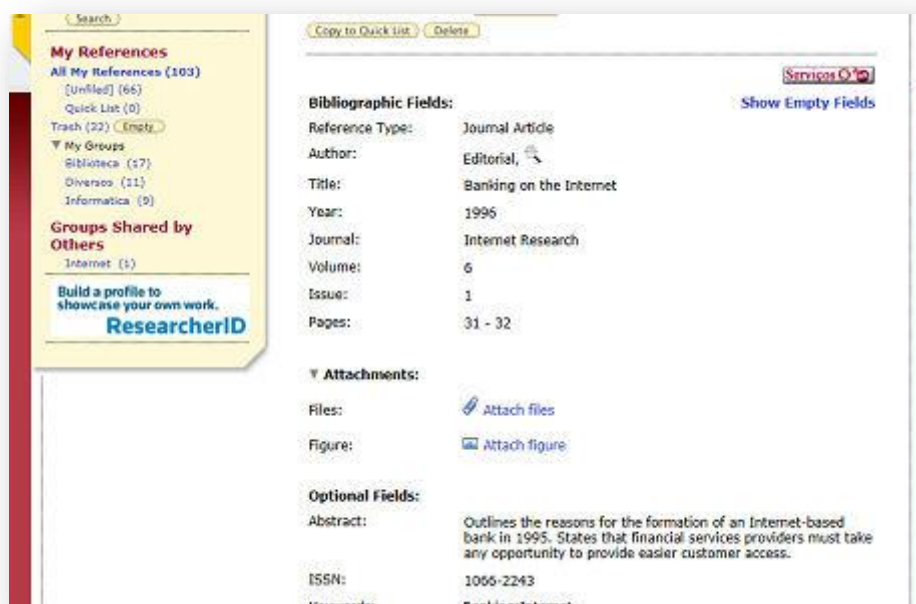 Search
My References
All My References (103)
[Unfiled] (66)
Quick List (0)
Trash (22) Empty
▼ My Groups
Biblioteca (17)
Diversos (11)
Informatica (9)
Groups Shared by
Others
Internet (1)
Build a profile to
showcase your own work.
ResearcherID
Copy to Quick List Delete
Serviços
Bibliographic Fields: Show Empty Fields
Reference Type: Journal Article
Author: Editorial,
Title: Banking on the Internet
Year: 1996
Journal: Internet Research
Volume: 6
Issue: 1
Pages: 31 - 32
▼ Attachments:
Files: Attach files
Figure: Attach figure
Optional Fields:
Abstract: Outlines the reasons for the formation of an Internet-based
bank in 1995. States that financial services providers must take
any opportunity to provide easier customer access.
ISSN: 1066-2243